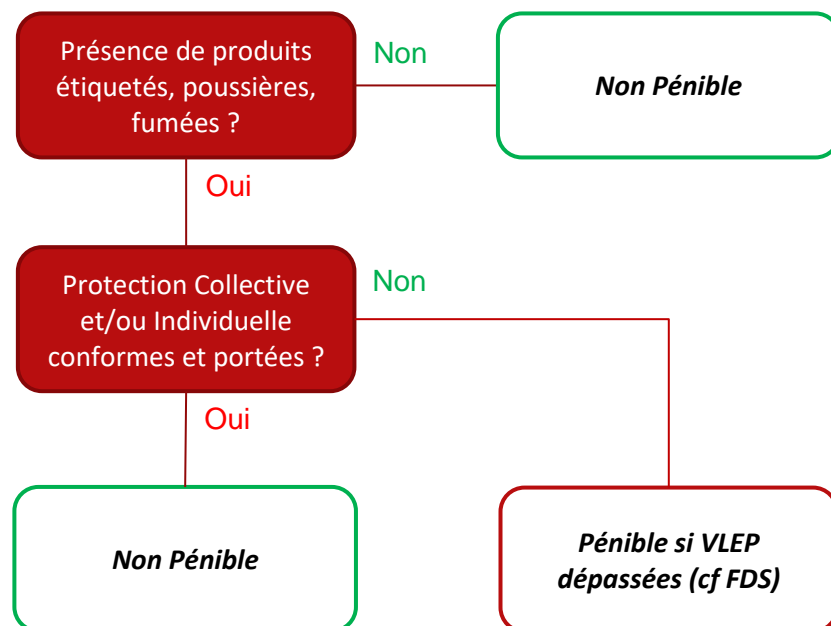 Présence de produits
étiquetés, poussières,
fumées ?
Non
Non Pénible
Oui
Protection Collective
et/ou Individuelle
conformes et portées ?
Non
Oui
Non Pénible
Pénible si VLEP
dépassées (cf FDS)